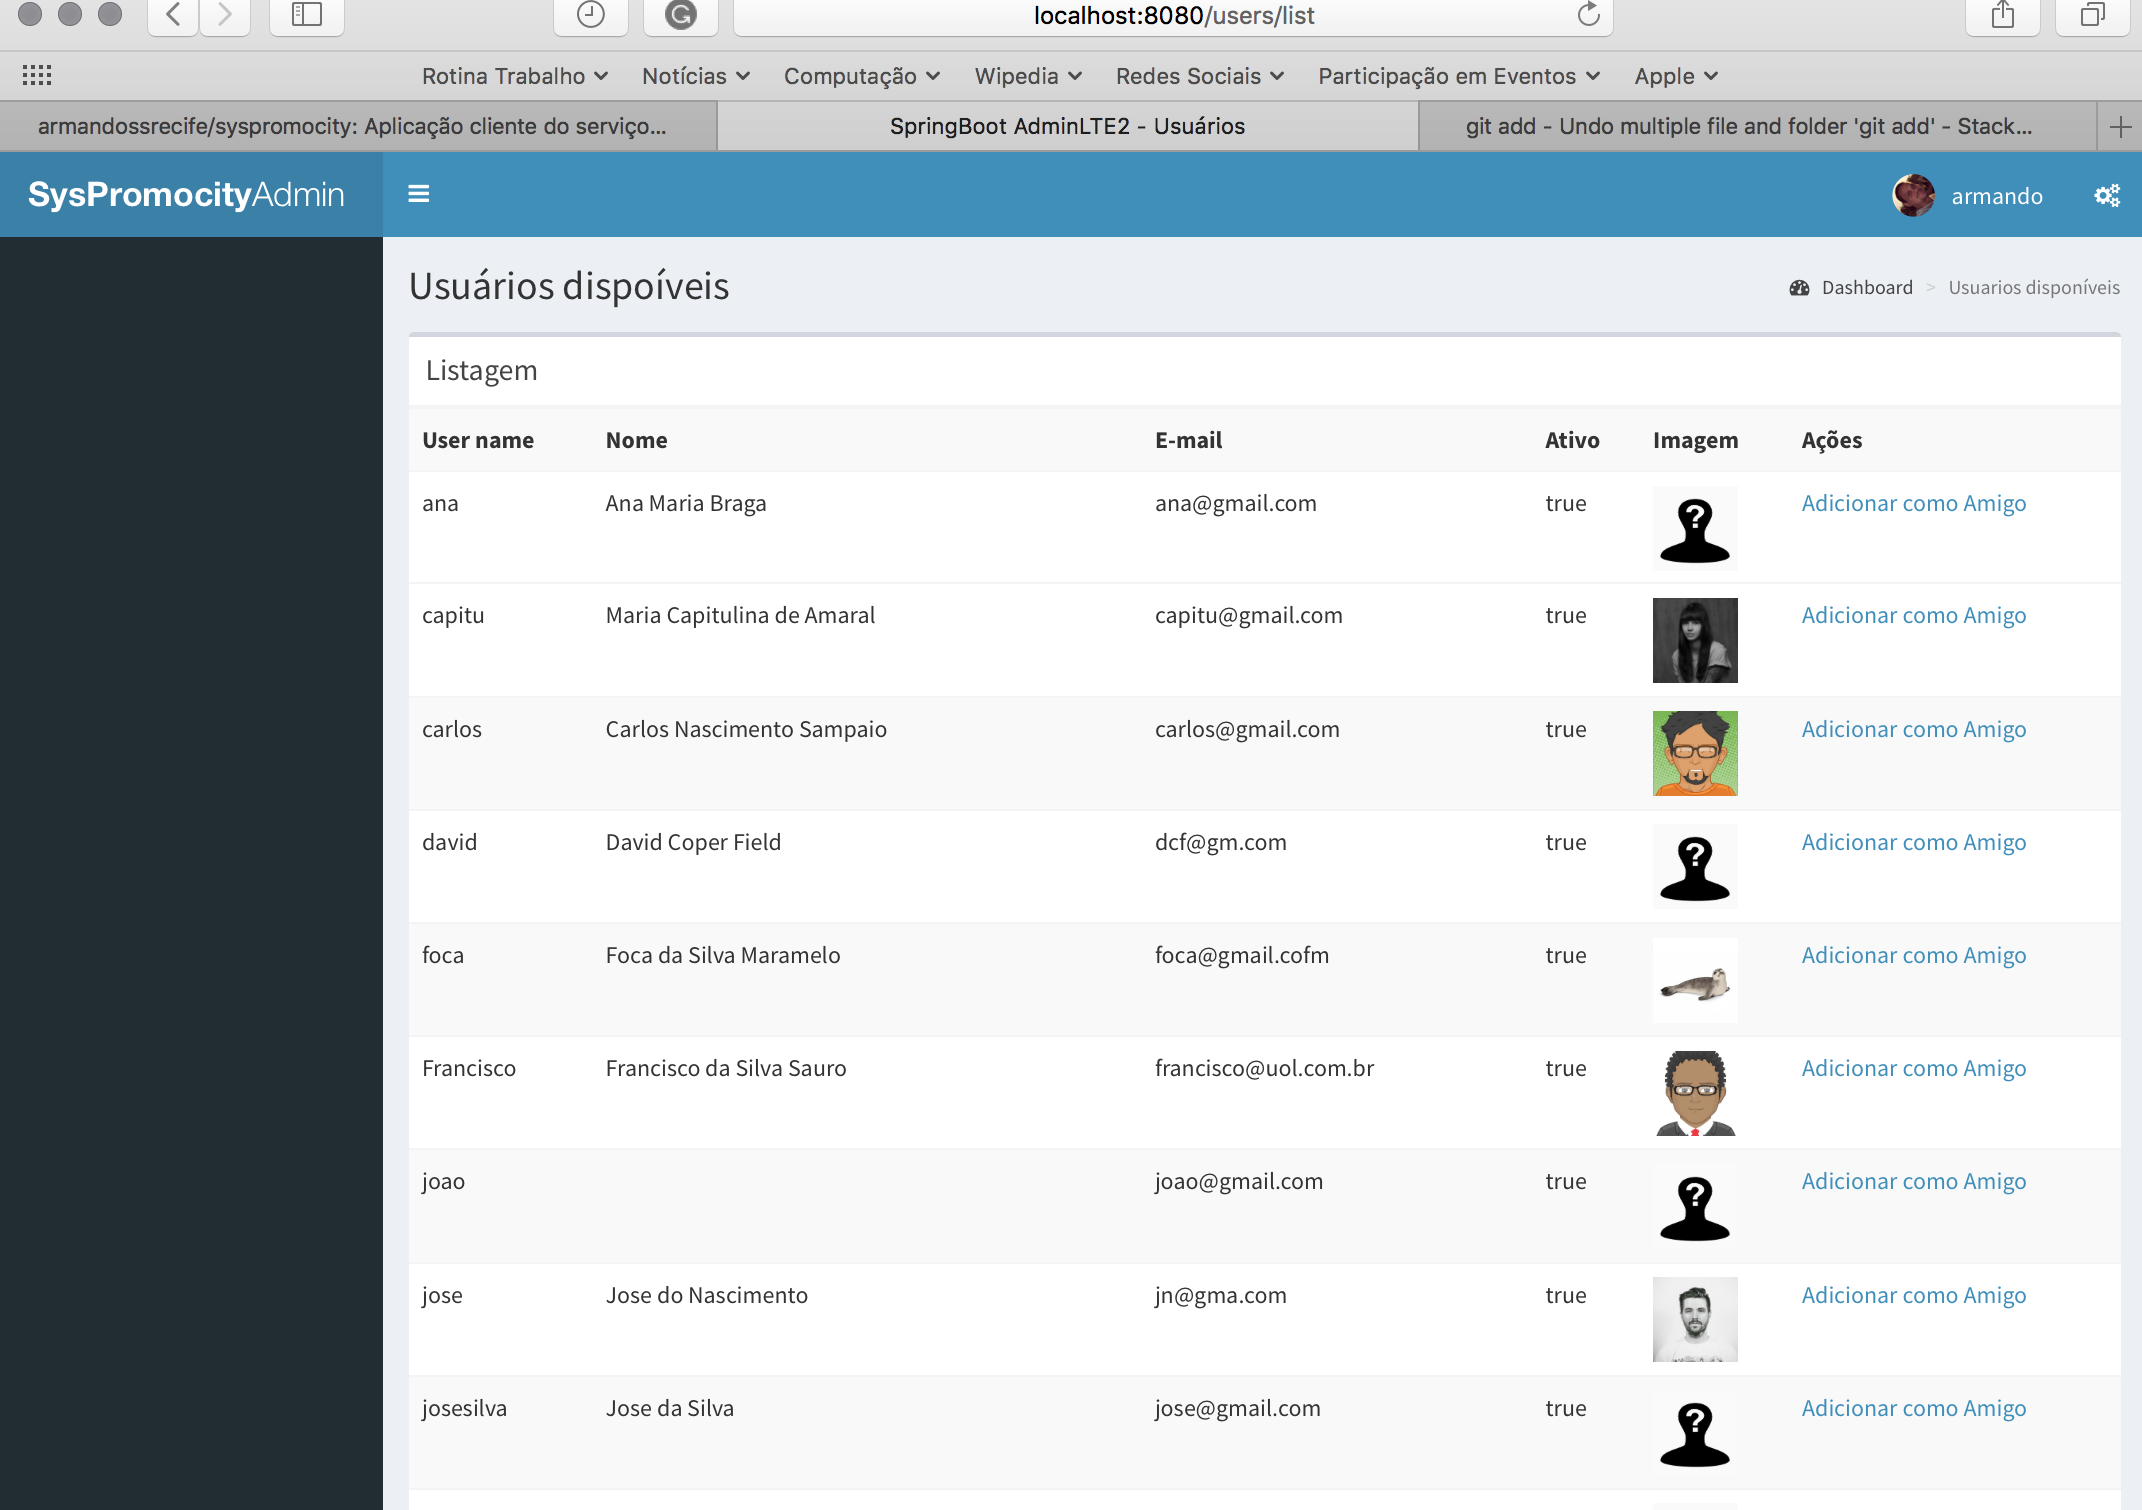 localhost:8080/users/list
Rotina Trabalho Notícias Computação Wipedia Redes Sociais Participação em Eventos Apple
armandossrecife/syspromocity: Aplicação cliente do serviço... SpringBoot AdminLTE2 - Usuários git add - Undo multiple file and folder 'git add' - Stack...
SysPromocityAdmin armando
Usuários dispoíveis Dashboard > Usuarios disponíveis
Listagem
User name Nome E-mail Ativo Imagem Ações
ana Ana Maria Braga ana@gmail.com true Adicionar como Amigo
capitu Maria Capitulina de Amaral capitu@gmail.com true Adicionar como Amigo
carlos Carlos Nascimento Sampaio carlos@gmail.com true Adicionar como Amigo
david David Coper Field dcf@gm.com true Adicionar como Amigo
foca Foca da Silva Maramelo foca@gmail.cofm true Adicionar como Amigo
Francisco Francisco da Silva Sauro francisco@uol.com.br true Adicionar como Amigo
joao joao@gmail.com true Adicionar como Amigo
jose Jose do Nascimento jn@gma.com true Adicionar como Amigo
josesilva Jose da Silva jose@gmail.com true Adicionar como Amigo